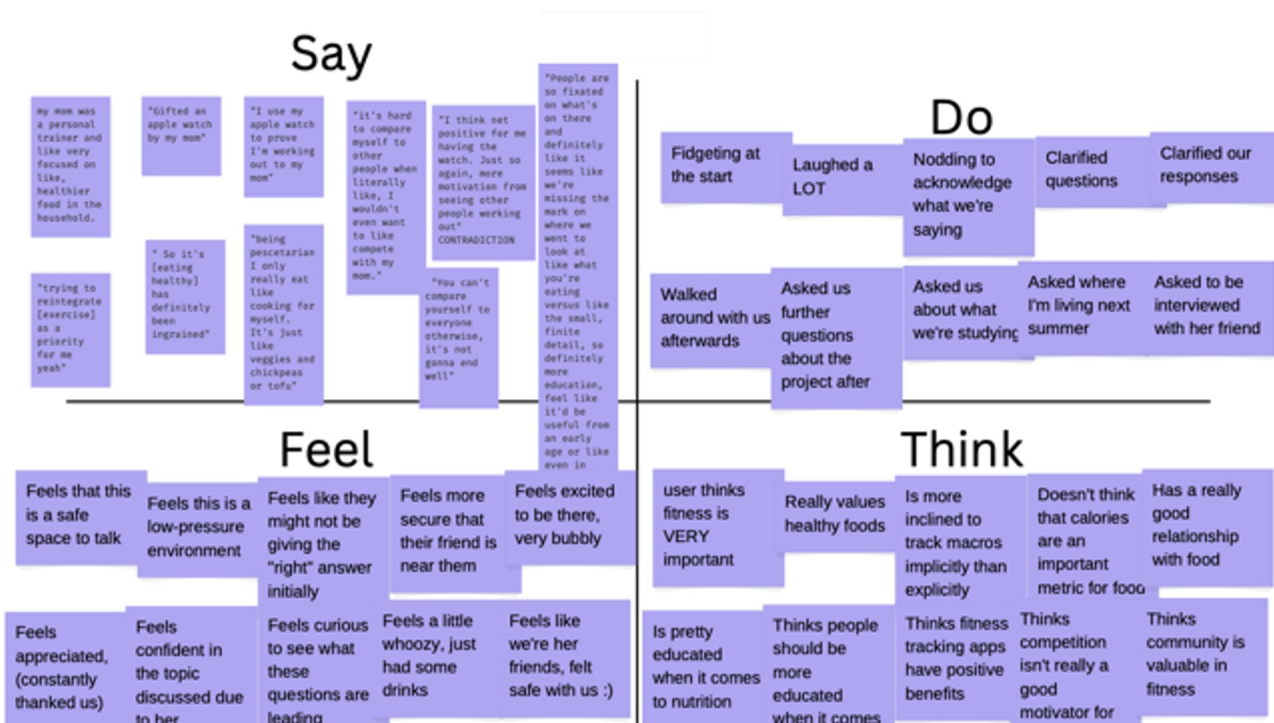 Say
my mom was
a personal
trainer and
like very
focused on
like,
healthier
food in the
household.
"Gifted an
apple watch
by my mom"
"I use my
apple watch
to prove
I'm working
out to my
mom"
"it's hard
to compare
myself to
other
people when
literally
like, I
wouldn't
even want
to like
compete
with my
mom."
"I think net
positive for me
having the
watch. Just so
again, more
motivation from
seeing other
people working
out"
CONTRADICTION
"People are
so fixated
on what's
on there
and
definitely
like it
seems like
we're
missing the
mark on
where we
went to
look at
like what
you're
eating
versus like
the small,
finite
detail, so
definitely
more
education,
feel like
it'd be
useful from
an early
age or like
even in
"trying to
reintegrate
[exercise]
as a
priority
for me
yeah"
" So it's
[eating
healthy]
has
definitely
been
ingrained"
"being
pescetarian
I only
really eat
like
cooking for
myself.
It's just
like
veggies and
chickpeas
or tofu"
"You can't
compare
yourself to
everyone
otherwise,
it's not
gonna end
well"
Do
Fidgeting at
the start
Laughed a
LOT
Nodding to
acknowledge
what we're
saying
Clarified
questions
Clarified our
responses
Walked
around with us
afterwards
Asked us
further
questions
about the
project after
Asked us
about what
we're studying
Asked where
I'm living next
summer
Asked to be
interviewed
with her friend
Feel
Feels that this
is a safe
space to talk
Feels this is a
low-pressure
environment
Feels like they
might not be
giving the
"right" answer
initially
Feels more
secure that
their friend is
near them
Feels excited
to be there,
very bubbly
Feels
appreciated,
(constantly
thanked us)
Feels
confident in
the topic
discussed due
to her
Feels curious
to see what
these
questions are
leading
Feels a little
whoozy, just
had some
drinks
Feels like
we're her
friends, felt
safe with us :)
Think
user thinks
fitness is
VERY
important
Really values
healthy foods
Is more
inclined to
track macros
implicitly than
explicitly
Doesn't think
that calories
are an
important
metric for food
Has a really
good
relationship
with food
Is pretty
educated
when it comes
to nutrition
Thinks people
should be
more
educated
when it comes
Thinks fitness
tracking apps
have positive
benefits
Thinks
competition
isn't really a
good
motivator for
Thinks
community is
valuable in
fitness